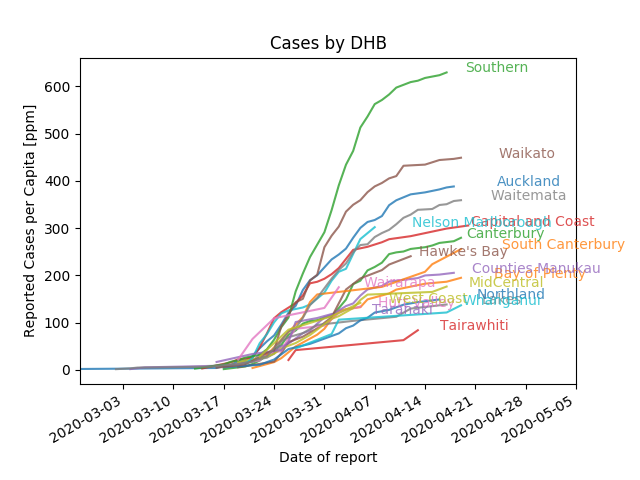 Cases by DHB
Reported Cases per Capita [ppm]
600
500
400
300
200
100
0
Southern
Waikato
Auckland
Waitemata
Nelson Marlborough
Capital and Coast
Canterbury
South Canterbury
Hawke's Bay
Counties Manukau
Bay of Plenty
MidCentral
Wairarapa
Northland
West Coast
Lakes
Whanganui
Taranaki
Tairawhiti
2020-03-03
2020-03-10
2020-03-17
2020-03-24
2020-03-31
2020-04-07
2020-04-14
2020-04-21
2020-04-28
2020-05-05
Date of report